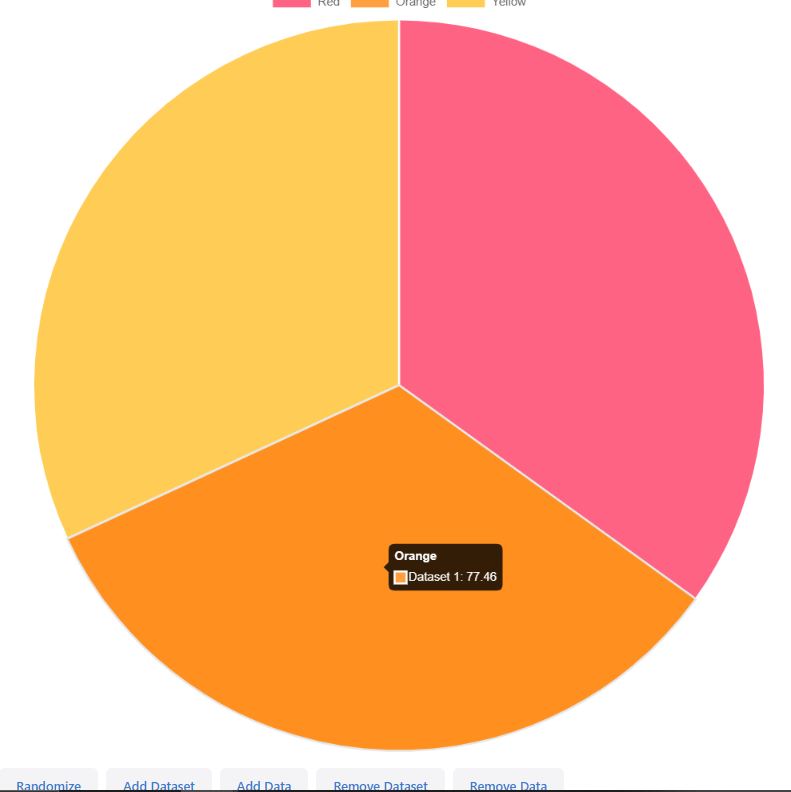 Red Orange Yellow
Orange
Dataset 1: 77.46
Randomize Add Dataset Add Data Remove Dataset Remove Data